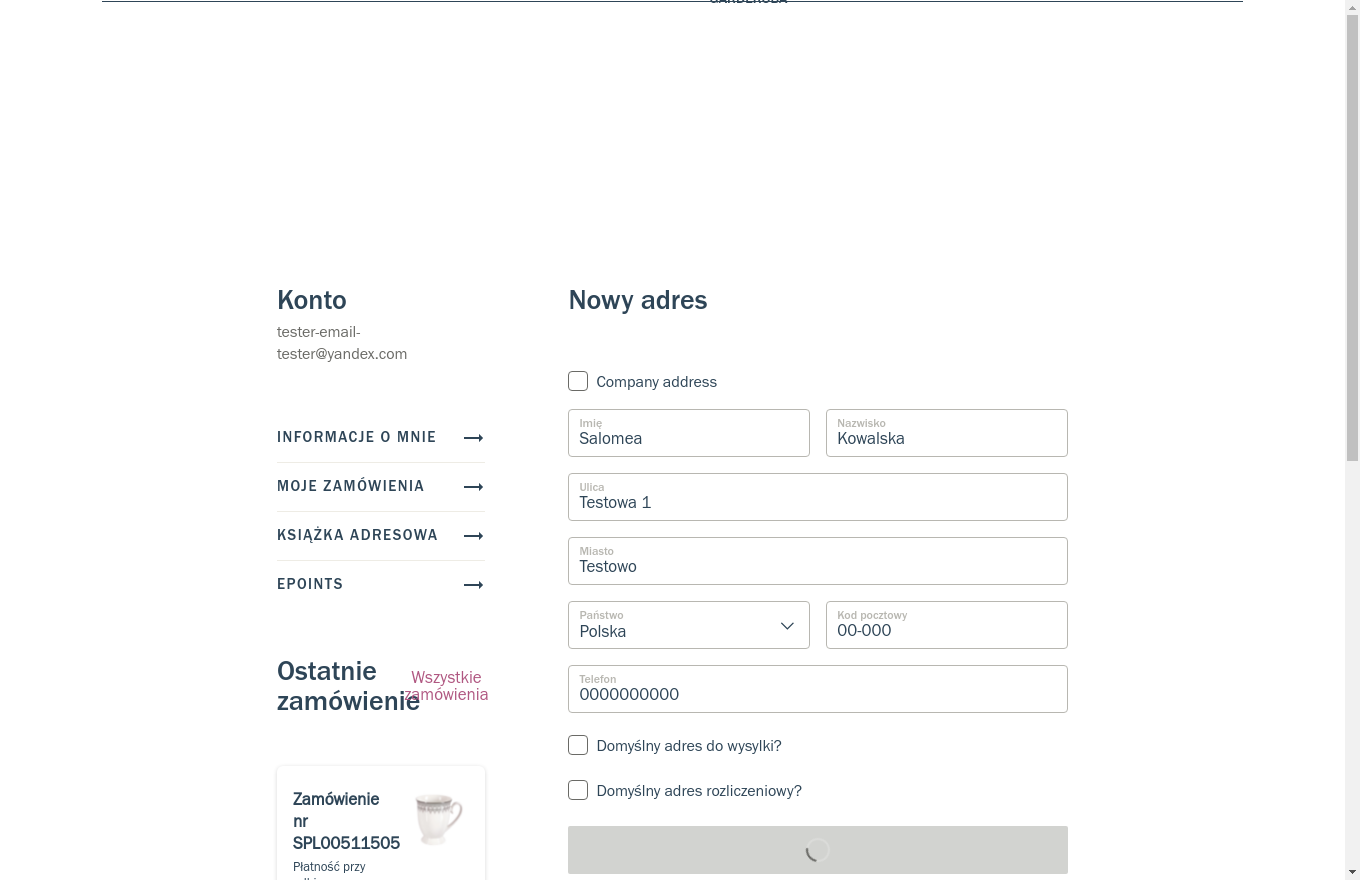 Konto
tester-email-
tester@yandex.com
INFORMACJE O MNIE
MOJE ZAMÓWIENIA
KSIĄŻKA ADRESOWA
EPOINTS
Ostatnie
zamówienie
Wszystkie
zamówienia
Zamówienie
nr
SPL00511505
Płatność przy
Nowy adres
Company address
Imię
Salomea
Nazwisko
Kowalska
Ulica
Testowa 1
Miasto
Testowo
Państwo
Polska
Kod pocztowy
00-000
Telefon
0000000000
Domyślny adres do wysylki?
Domyślny adres rozliczeniowy?